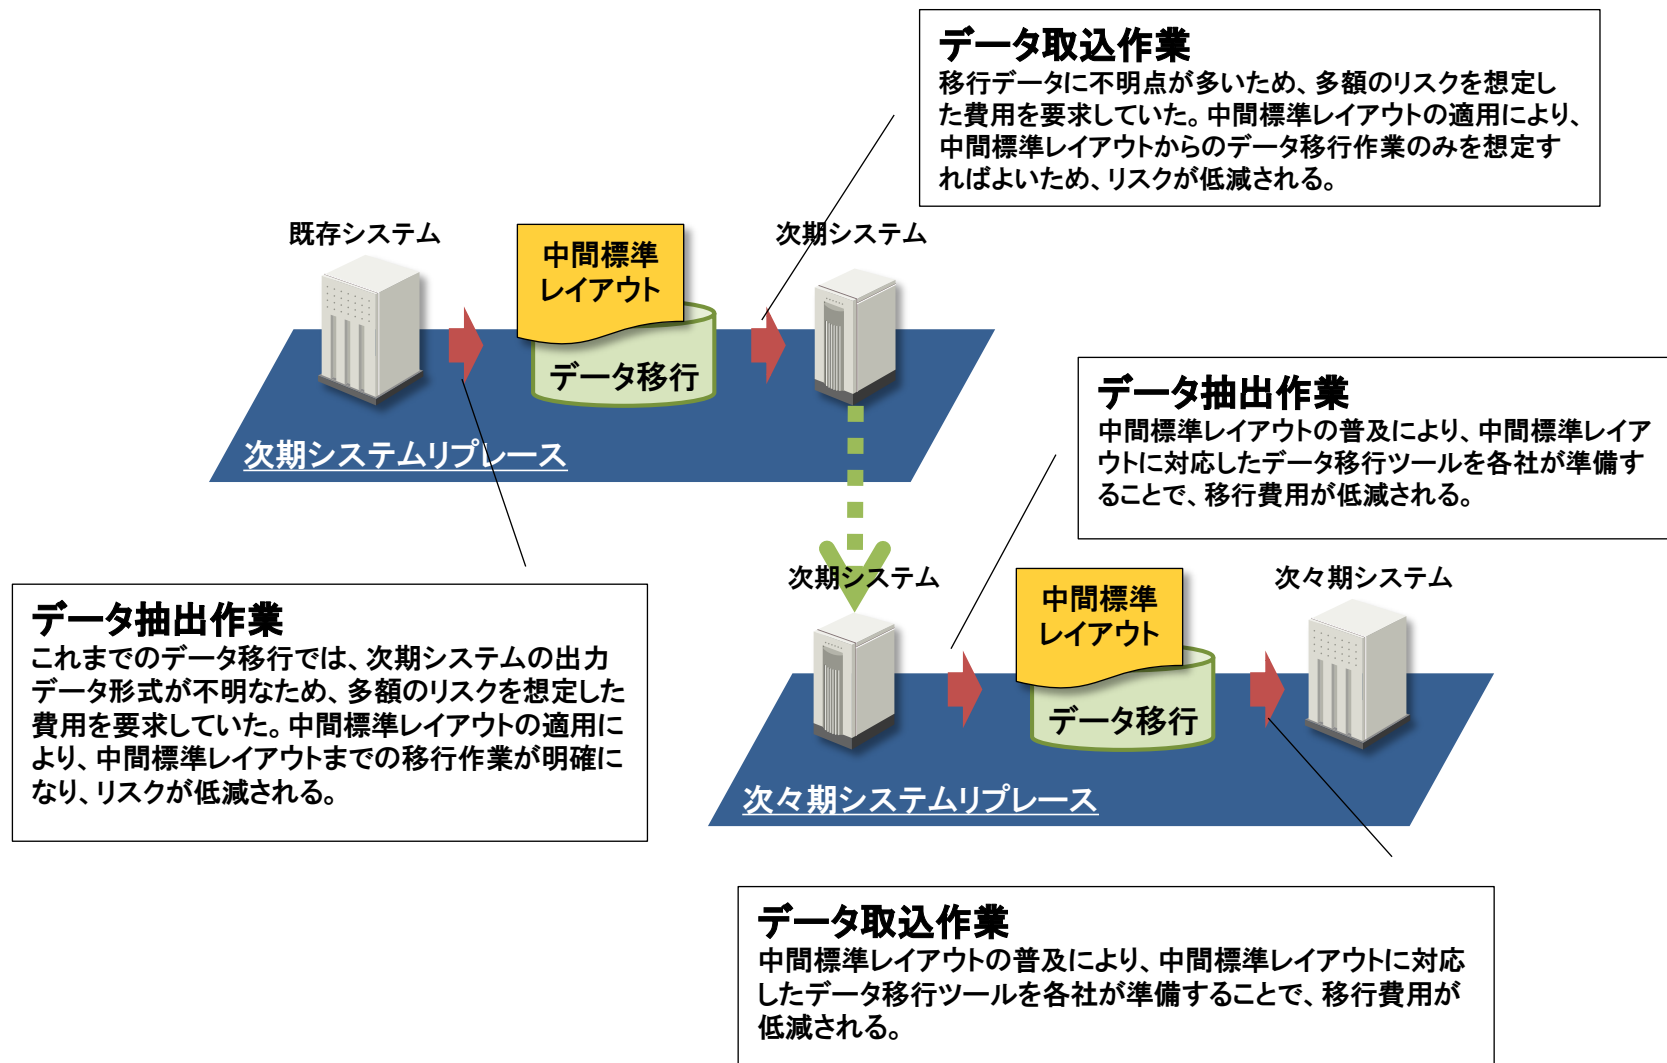 データ取込作業
移行データに不明点が多いため、多額のリスクを想定し
た費用を要求していた。中間標準レイアウトの適用により、
中間標準レイアウトからのデータ移行作業のみを想定す
ればよいため、リスクが低減される。
既存システム
中間標準
レイアウト
データ移行
次期システム
次期システムリプレース
データ抽出作業
中間標準レイアウトの普及により、中間標準レイア
ウトに対応したデータ移行ツールを各社が準備す
ることで、移行費用が低減される。
データ抽出作業
これまでのデータ移行では、次期システムの出力
データ形式が不明なため、多額のリスクを想定した
費用を要求していた。中間標準レイアウトの適用に
より、中間標準レイアウトまでの移行作業が明確に
なり、リスクが低減される。
次期システム
中間標準
レイアウト
データ移行
次々期システム
次々期システムリプレース
データ取込作業
中間標準レイアウトの普及により、中間標準レイアウトに対応
したデータ移行ツールを各社が準備することで、移行費用が
低減される。